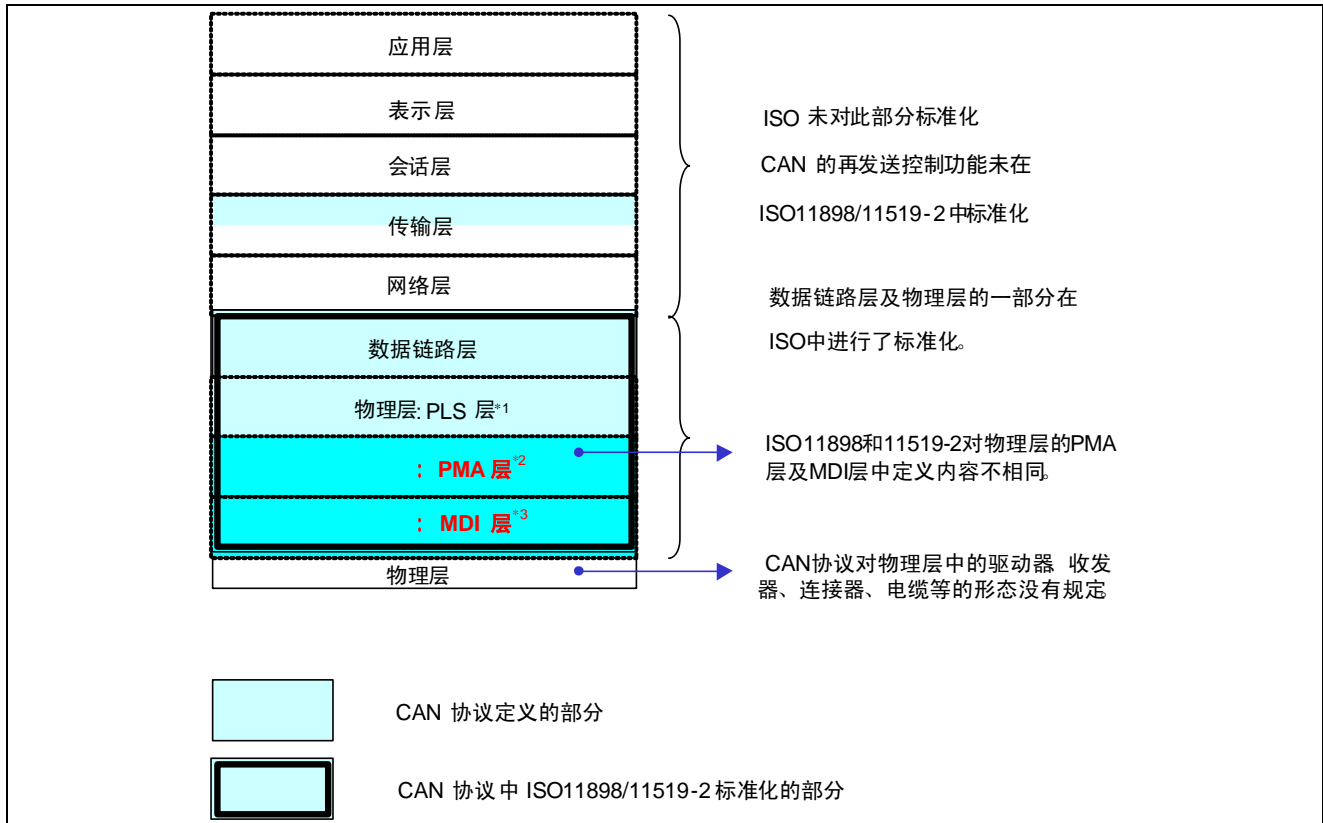 应用层
表示层
会话层
传输层
网络层
数据链路层
物理层: PLS 层*1
: PMA 层*2
: MDI 层*3
物理层
ISO 未对此部分标准化
CAN 的再发送控制功能未在
ISO11898/11519-2中标准化
数据链路层及物理层的一部分在
ISO中进行了标准化。
ISO11898和11519-2对物理层的PMA
层及MDI层中定义内容不相同。
CAN协议对物理层中的驱动器 收发
器、连接器、电缆等的形态没有规定
CAN 协议定义的部分
CAN 协议中 ISO11898/11519-2标准化的部分